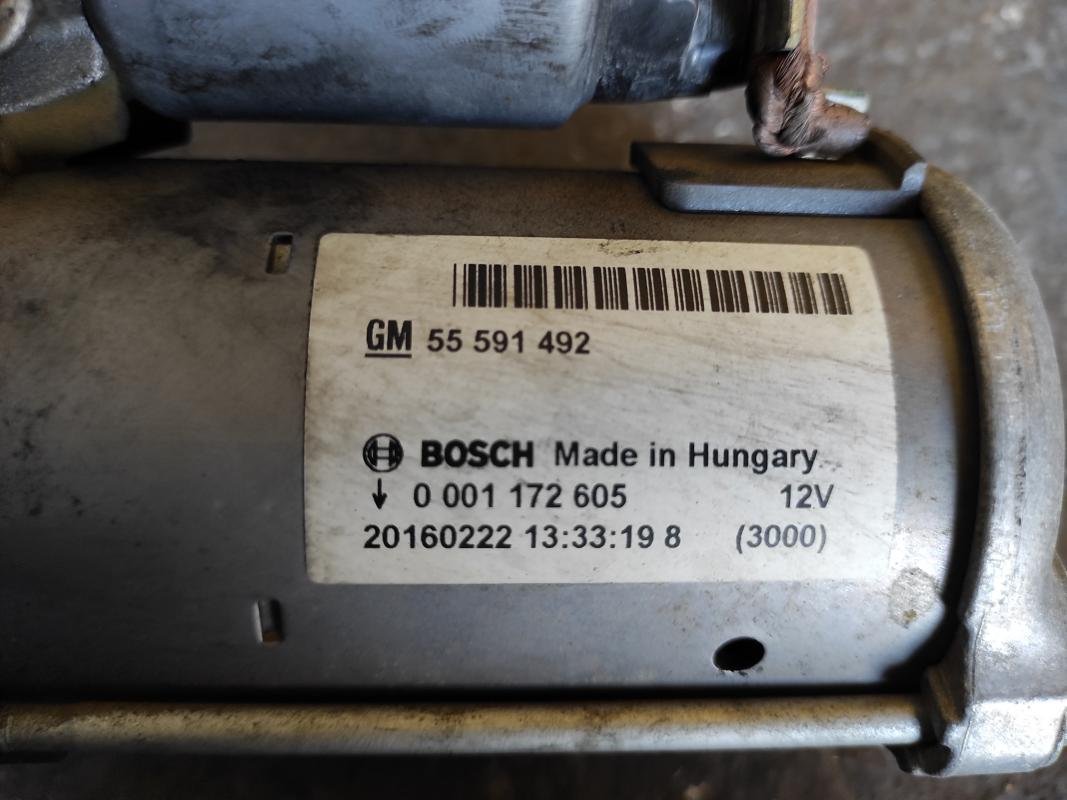 GM 55 591 492
BOSCH Made in Hungary
0 001 172 605 12V
20160222 13:33:19 8 (3000)